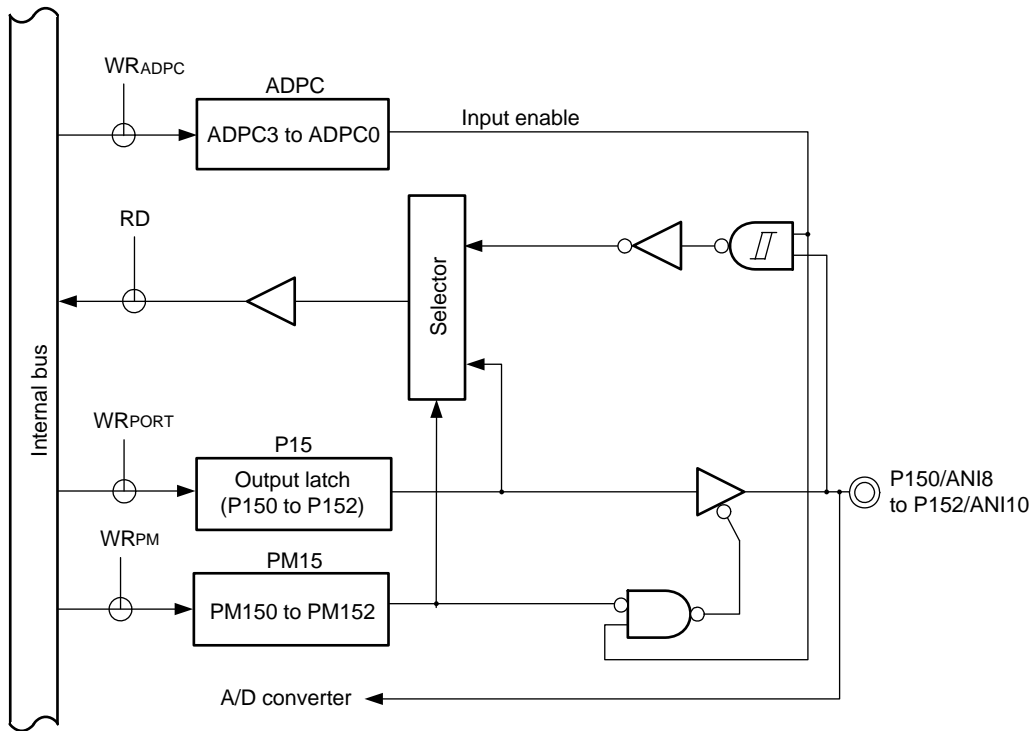 WRADPC
ADPC
ADPC3 to ADPC0
Input enable
RD
Selector
Internal bus
WRPORT
P15
Output latch
(P150 to P152)
P150/ANI8
to P152/ANI10
WRPM
PM15
PM150 to PM152
A/D converter